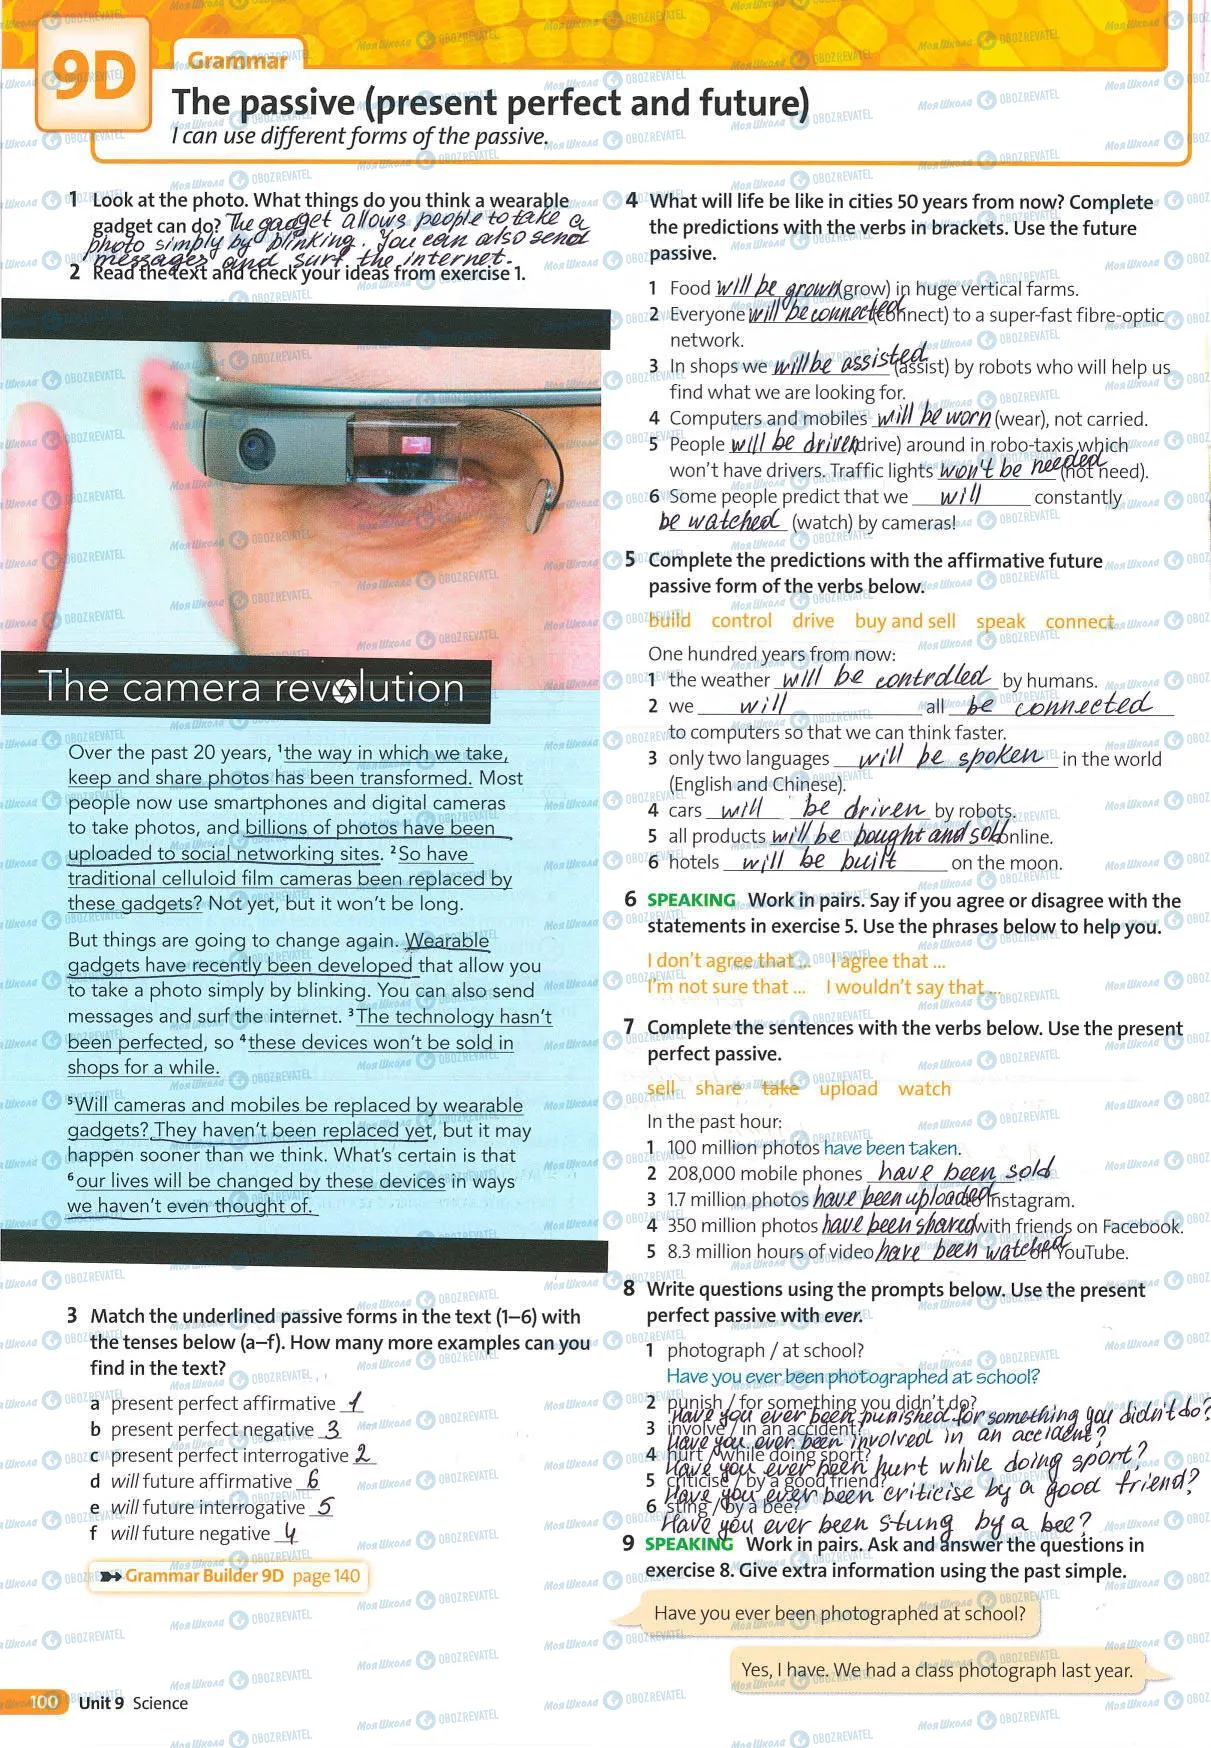 9D
Grammar
The passive (present perfect and future)
I can use different forms of the passive.
1 Look at the photo. What things do you think a wearable
gadget can do? The gadget allows people to take a
photo simply by blinking. You can also send
messages and surf the internet.
2 Read the text and check your ideas from exercise 1.
The camera revolution
Over the past 20 years, ¹the way in which we take,
keep and share photos has been transformed. Most
people now use smartphones and digital cameras
to take photos, and billions of photos have been
uploaded to social networking sites. ²So have
traditional celluloid film cameras been replaced by
these gadgets? Not yet, but it won't be long.
But things are going to change again. Wearable
gadgets have recently been developed that allow you
to take a photo simply by blinking. You can also send
messages and surf the internet. ³The technology hasn't
been perfected, so ⁴these devices won't be sold in
shops for a while.
⁵Will cameras and mobiles be replaced by wearable
gadgets? They haven't been replaced yet, but it may
happen sooner than we think. What's certain is that
⁶our lives will be changed by these devices in ways
we haven't even thought of.
3 Match the underlined passive forms in the text (1–6) with
the tenses below (a–f). How many more examples can you
find in the text?
a present perfect affirmative 1
b present perfect negative 3
c present perfect interrogative 2
d will future affirmative 6
e will future interrogative 5
f will future negative 4
Grammar Builder 9D page 140
4 What will life be like in cities 50 years from now? Complete
the predictions with the verbs in brackets. Use the future
passive.
1 Food will be grown (grow) in huge vertical farms.
2 Everyone will be connected (connect) to a super-fast fibre-optic
network.
3 In shops we will be assisted (assist) by robots who will help us
find what we are looking for.
4 Computers and mobiles will be worn (wear), not carried.
5 People will be driven (drive) around in robo-taxis which
won't have drivers. Traffic lights won't be needed (not need).
6 Some people predict that we will constantly
be watched (watch) by cameras!
5 Complete the predictions with the affirmative future
passive form of the verbs below.
build control drive buy and sell speak connect
One hundred years from now:
1 the weather will be controlled by humans.
2 we will all be connected
to computers so that we can think faster.
3 only two languages will be spoken in the world
(English and Chinese).
4 cars will be driven by robots.
5 all products will be bought and sold online.
6 hotels will be built on the moon.
6 SPEAKING Work in pairs. Say if you agree or disagree with the
statements in exercise 5. Use the phrases below to help you.
I don't agree that ... I agree that ...
I'm not sure that ... I wouldn't say that ...
7 Complete the sentences with the verbs below. Use the present
perfect passive.
sell share take upload watch
In the past hour:
1 100 million photos have been taken.
2 208,000 mobile phones have been sold.
3 1.7 million photos have been uploaded to Instagram.
4 350 million photos have been shared with friends on Facebook.
5 8.3 million hours of video have been watched on YouTube.
8 Write questions using the prompts below. Use the present
perfect passive with ever.
1 photograph / at school?
Have you ever been photographed at school?
2 punish / for something you didn't do?
Have you ever been punished for something you didn't do?
3 involve / in an accident?
Have you ever been involved in an accident?
4 hurt / while doing sport?
Have you ever been hurt while doing sport?
5 criticise / by a good friend?
Have you ever been criticise by a good friend?
6 sting / by a bee?
Have you ever been stung by a bee?
9 SPEAKING Work in pairs. Ask and answer the questions in
exercise 8. Give extra information using the past simple.
Have you ever been photographed at school?
Yes, I have. We had a class photograph last year.
100 Unit 9 Science
Моя Школа OBOZREVATEL